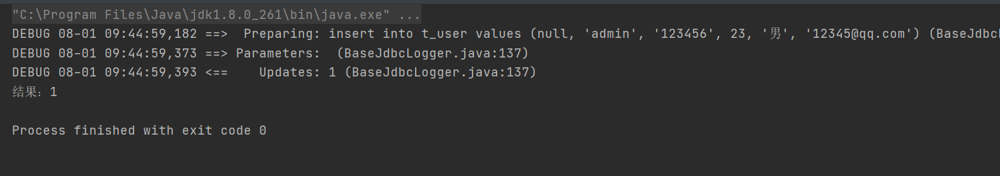 "C:\Program Files\Java\jdk1.8.0_261\bin\java.exe" ...
DEBUG 08-01 09:44:59,182 ==>  Preparing: insert into t_user values (null, 'admin', '123456', 23, '男', '12345@qq.com') (BaseJdbc
DEBUG 08-01 09:44:59,373 ==> Parameters:  (BaseJdbcLogger.java:137)
DEBUG 08-01 09:44:59,393 <==    Updates: 1 (BaseJdbcLogger.java:137)
结果：1
Process finished with exit code 0